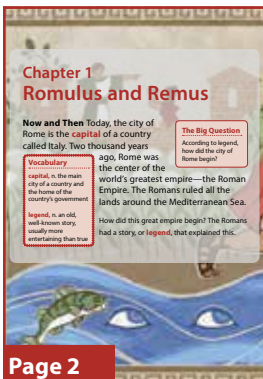 Chapter 1
Romulus and Remus
Now and Then Today, the city of
Rome is the capital of a country
called Italy. Two thousand years
ago, Rome was
the center of the
world's greatest empire—the Roman
Empire. The Romans ruled all the
lands around the Mediterranean Sea.
How did this great empire begin? The Romans
had a story, or legend, that explained this.
The Big Question
According to legend,
how did the city of
Rome begin?
Vocabulary
capital, n. the main
city of a country and
the home of the
country's government
legend, n. an old,
well-known story,
usually more
entertaining than true
Page 2